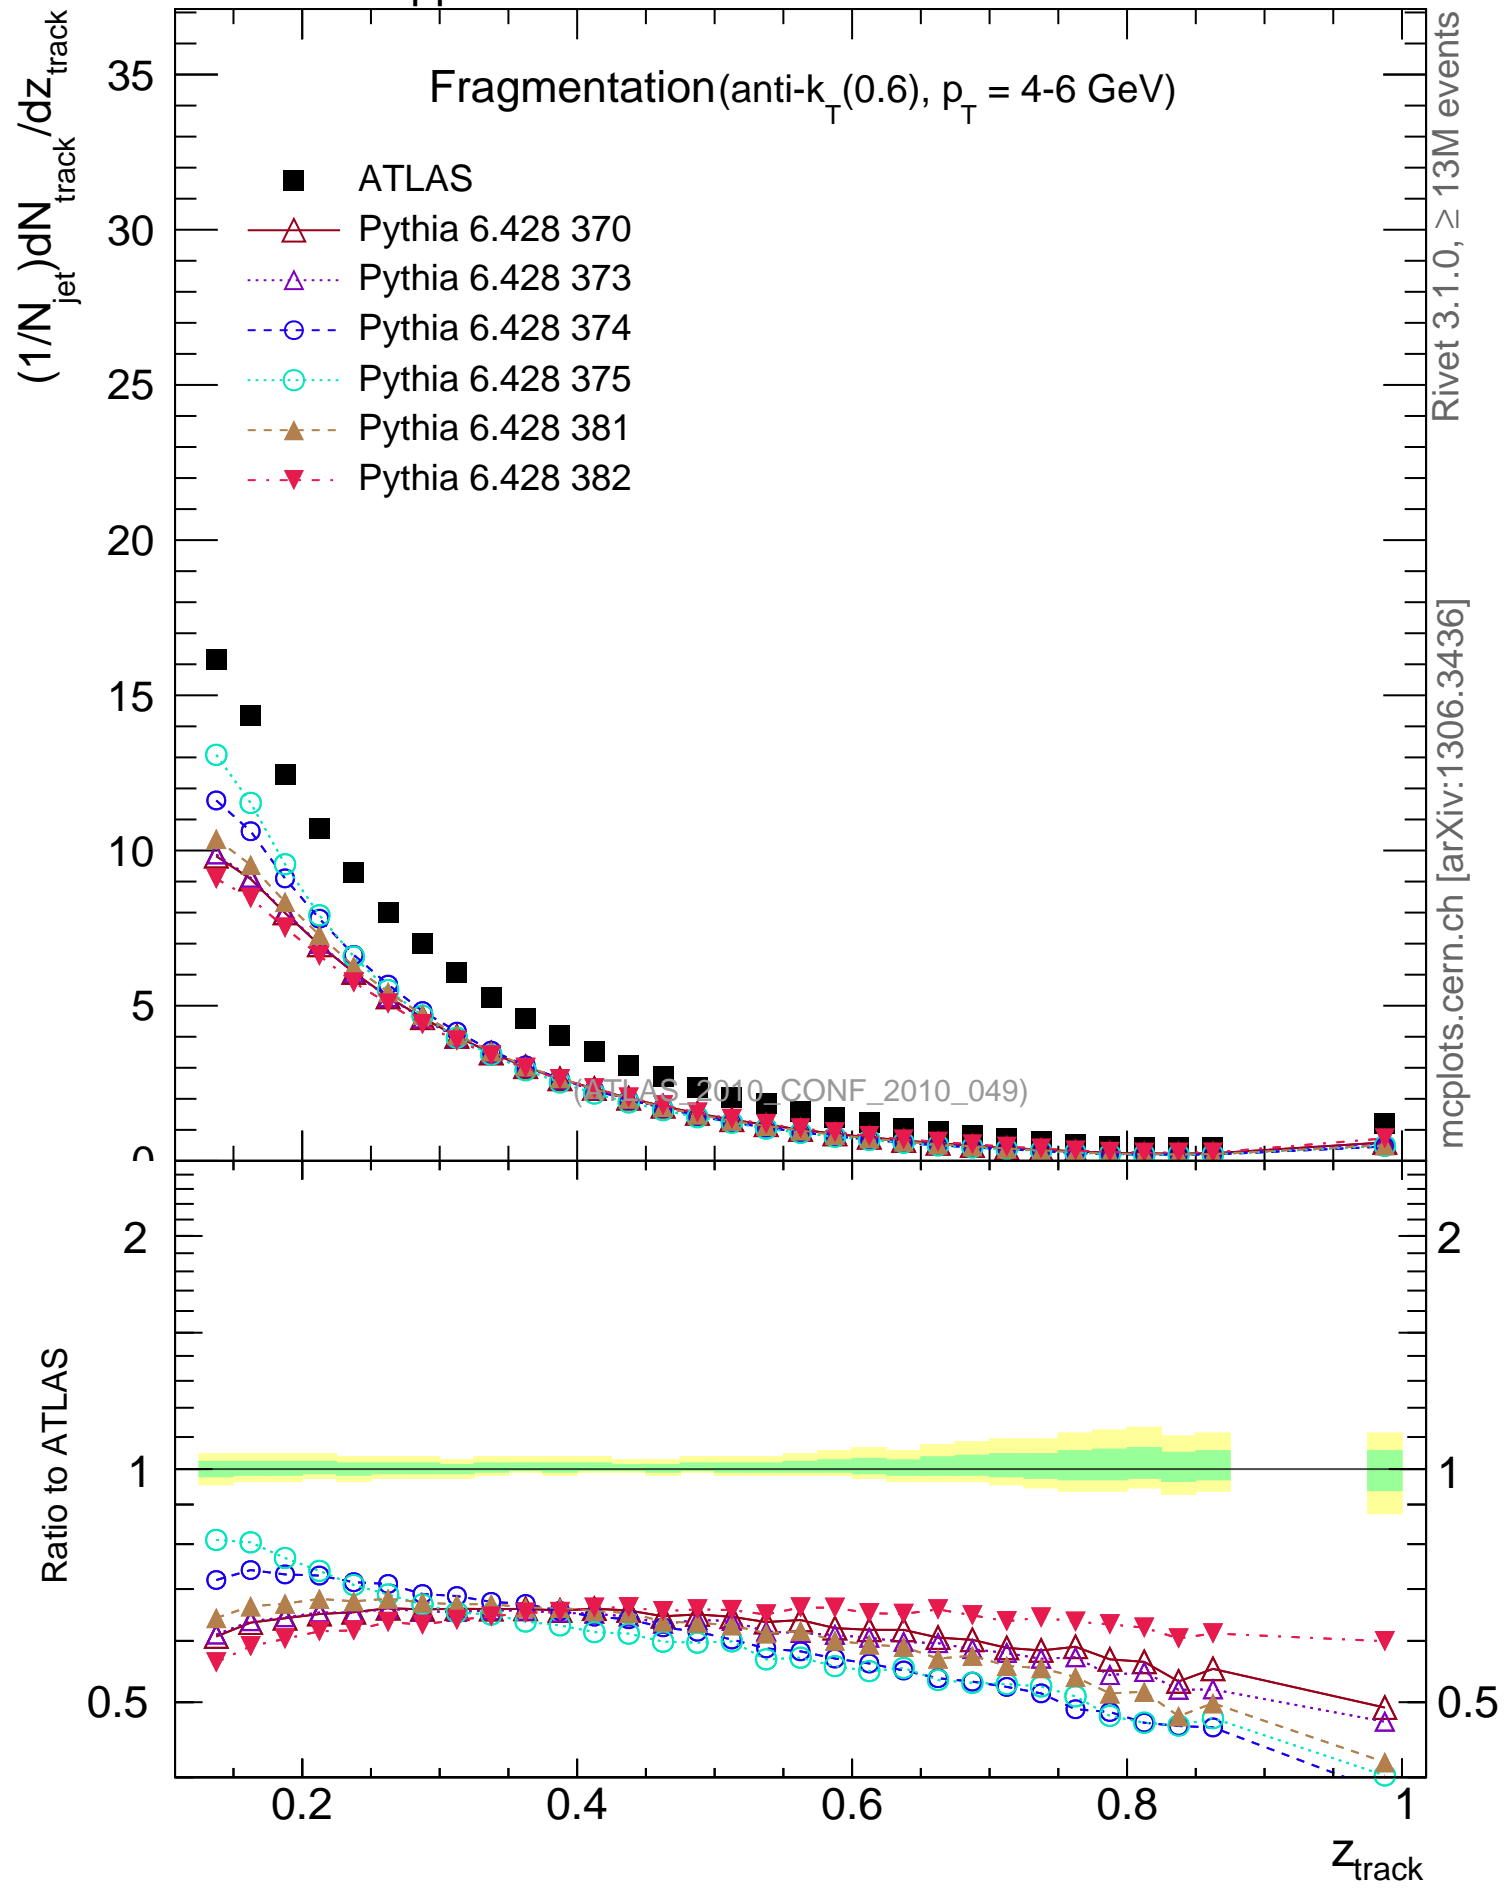 Fragmentation (anti-k_T(0.6), p_T = 4-6 GeV)
(1/N_jet)dN_track/dz_track
35
30
25
20
15
10
5
0
ATLAS
Pythia 6.428 370
Pythia 6.428 373
Pythia 6.428 374
Pythia 6.428 375
Pythia 6.428 381
Pythia 6.428 382
(ATLAS_2010_CONF_2010_049)
Rivet 3.1.0, ≥ 13M events
mcplots.cern.ch [arXiv:1306.3436]
Ratio to ATLAS
2
1
0.5
2
1
0.5
0.2
0.4
0.6
0.8
1
z_track